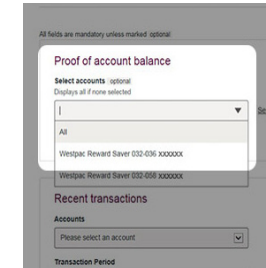 All fields are mandatory unless marked optional
Proof of account balance
Select accounts optional
Displays all if none selected
Se
All
Westpac Reward Saver 032-036 xxxxxx
Westpac Reward Saver 032-058 xxxxxx
Recent transactions
Accounts
Please select an account
Transaction Period